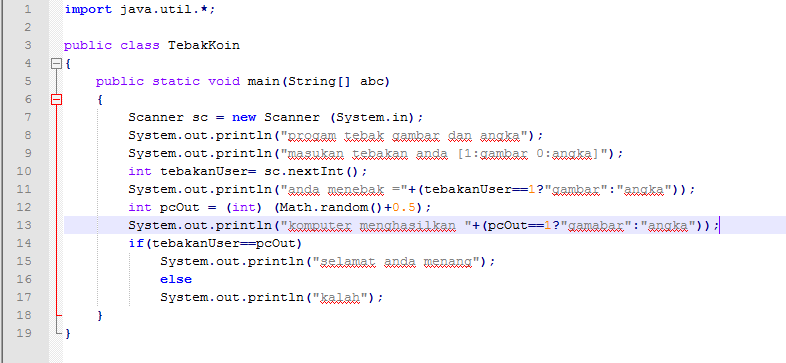 1 import java.util.*;
2
3 public class TebakKoin
4 {
5 public static void main(String[] abc)
6 {
7 Scanner sc = new Scanner (System.in);
8 System.out.println("progam tebak gambar dan angka");
9 System.out.println("masukan tebakan anda [1:gambar 0:angka]");
10 int tebakanUser= sc.nextInt();
11 System.out.println("anda menebak ="+(tebakanUser==1?"gambar":"angka"));
12 int pcOut = (int) (Math.random()+0.5);
13 System.out.println("komputer menghasilkan "+(pcOut==1?"gamabar":"angka"));
14 if(tebakanUser==pcOut)
15 System.out.println("selamat anda menang");
16 else
17 System.out.println("kalah");
18 }
19 }